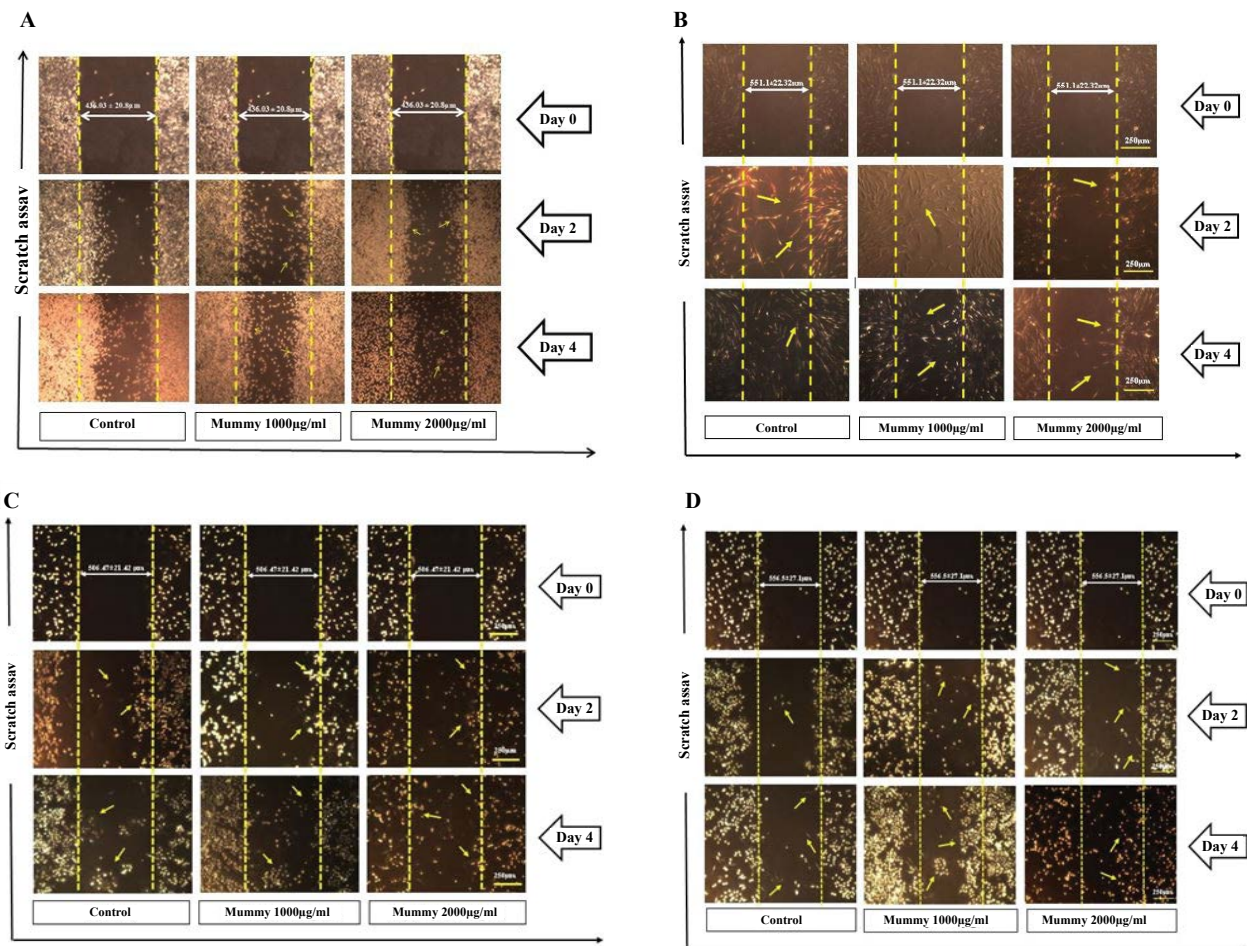 A
436.03 ± 20.8µm
436.03 ± 20.8µm
436.03 ± 20.8µm
Day 0
Day 2
Day 4
Scratch assav
Control
Mummy 1000µg/ml
Mummy 2000µg/ml
B
551.1±22.32µm
551.1±22.32µm
551.1±22.32µm
250µm
Day 0
250µm
Day 2
250µm
Day 4
Scratch assay
Control
Mummy 1000µg/ml
Mummy 2000µg/ml
C
506.47±21.42 µm
506.47±21.42 µm
506.47±21.42 µm
250µm
Day 0
250µm
Day 2
250µm
Day 4
Scratch assay
Control
Mummy 1000µg/ml
Mummy 2000µg/ml
D
556.5±27.1µm
556.5±27.1µm
556.5±27.1µm
250µm
Day 0
250µm
Day 2
250µm
Day 4
Scratch assay
Control
Mummy 1000µg/ml
Mummy 2000µg/ml